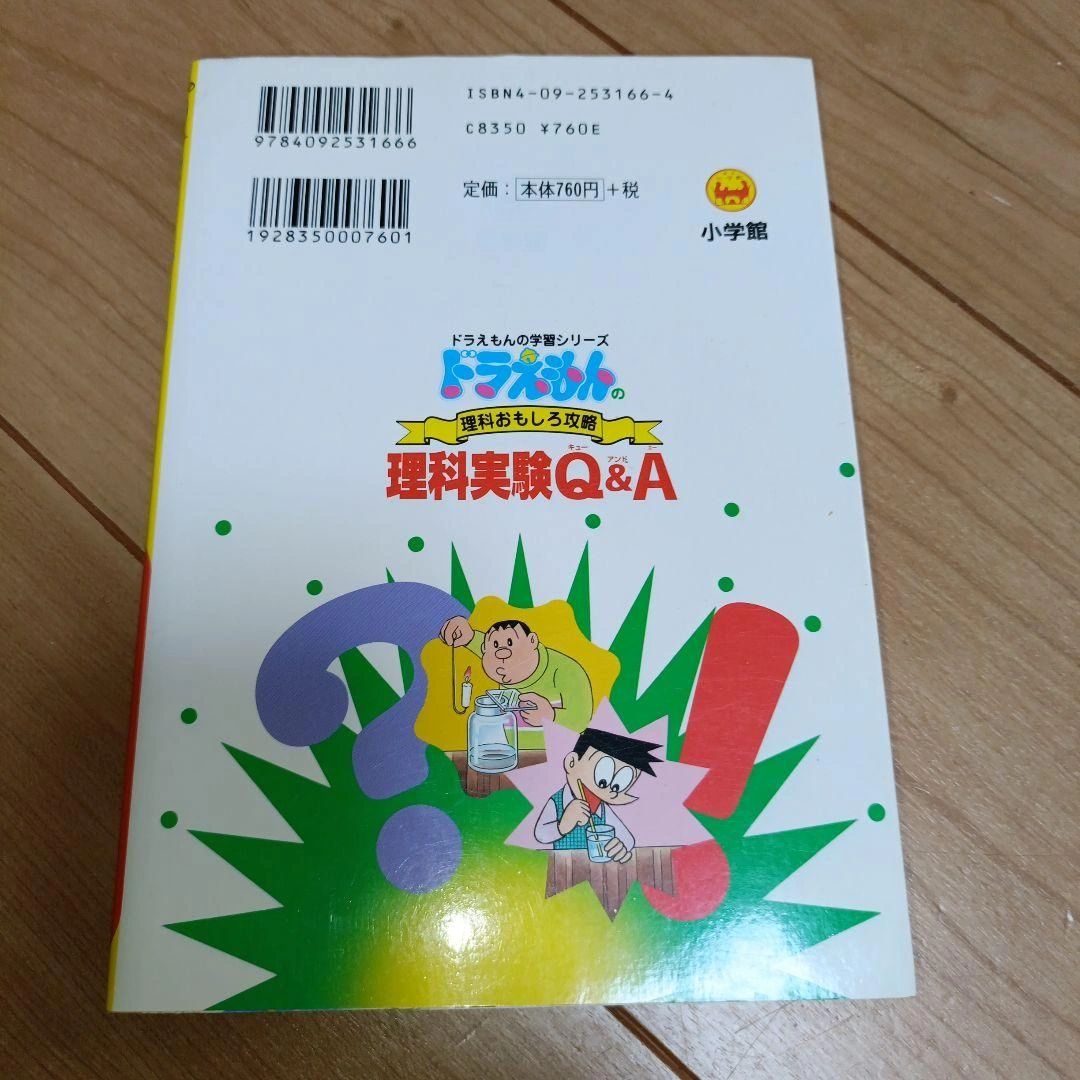 ISBN4-09-253166-4
C8350 ¥760E
9784092531666
定価：本体760円+税
1928350007601
小学館
ドラえもんの学習シリーズ
ドラえもんの
理科おもしろ攻略
キュー アンド エー
理科実験Q&A